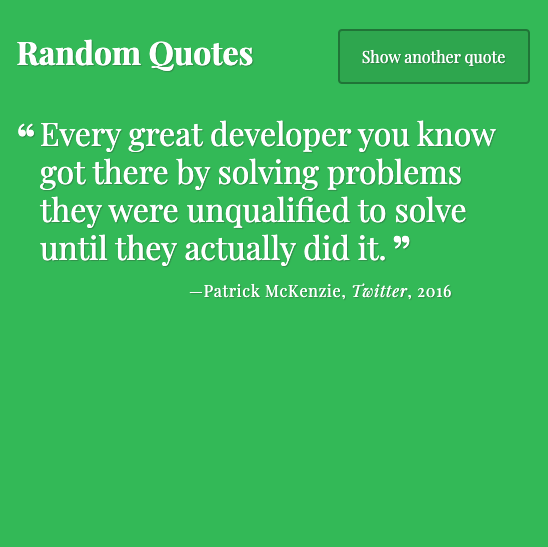 Random Quotes
Show another quote
“ Every great developer you know
got there by solving problems
they were unqualified to solve
until they actually did it. ”
—Patrick McKenzie, Twitter, 2016